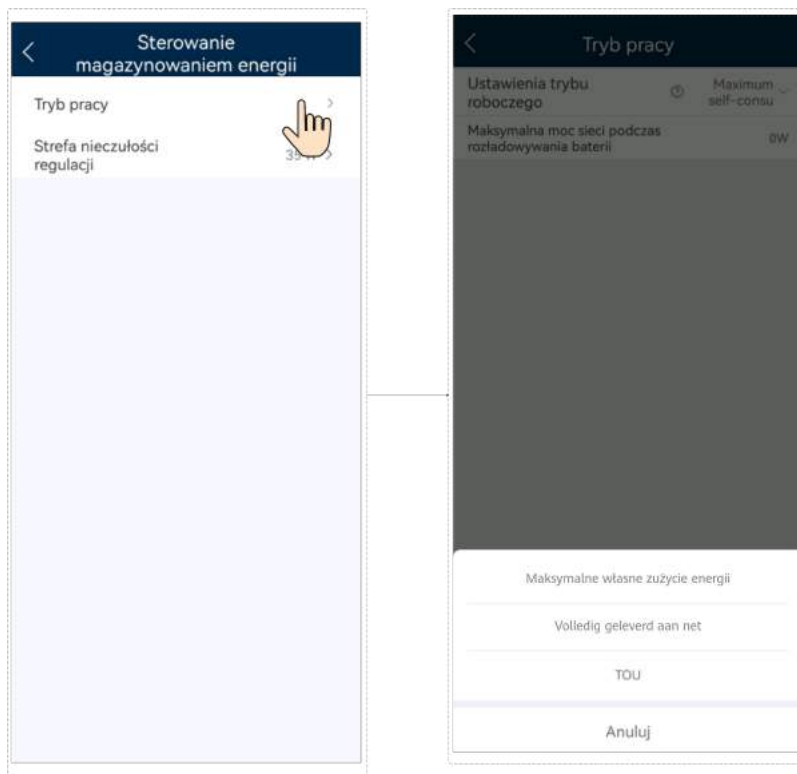 Sterowanie
magazynowaniem energii
Tryb pracy
Strefa nieczułości
regulacji
Tryb pracy
Ustawienia trybu
roboczego
Maximum
self-consu
Maksymalna moc sieci podczas
rozładowywania baterii
0W
Maksymalne własne zużycie energii
Volledig geleverd aan net
TOU
Anuluj